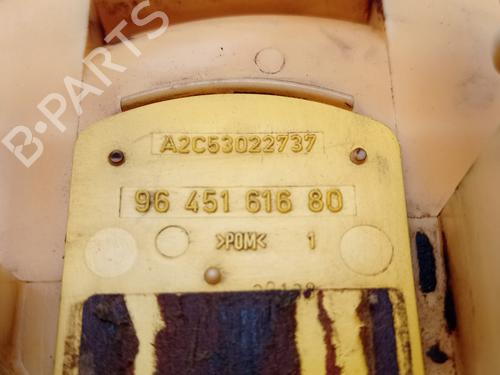 B-PARTS
A2C53022737
96 451 616 80
>POM< 1